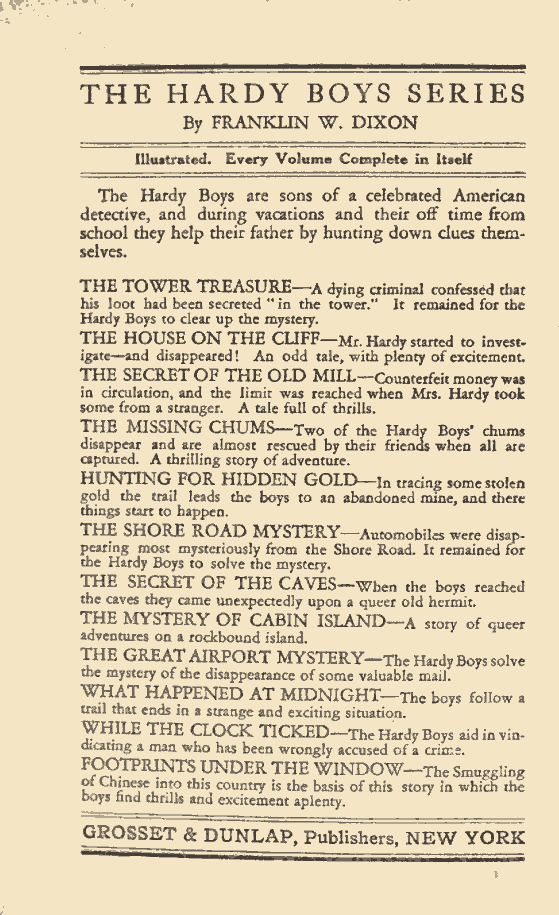 THE HARDY BOYS SERIES
By FRANKLIN W. DIXON
Illustrated. Every Volume Complete in Itself
The Hardy Boys are sons of a celebrated American
detective, and during vacations and their off time from
school they help their father by hunting down clues them-
selves.
THE TOWER TREASURE—A dying criminal confessed that
his loot had been secreted "in the tower." It remained for the
Hardy Boys to clear up the mystery.
THE HOUSE ON THE CLIFF—Mr. Hardy started to invest-
igate—and disappeared! An odd tale, with plenty of excitement.
THE SECRET OF THE OLD MILL—Counterfeit money was
in circulation, and the limit was reached when Mrs. Hardy took
some from a stranger. A tale full of thrills.
THE MISSING CHUMS—Two of the Hardy Boys' chums
disappear and are almost rescued by their friends when all are
captured. A thrilling story of adventure.
HUNTING FOR HIDDEN GOLD—In tracing some stolen
gold the trail leads the boys to an abandoned mine, and there
things start to happen.
THE SHORE ROAD MYSTERY—Automobiles were disap-
pearing most mysteriously from the Shore Road. It remained for
the Hardy Boys to solve the mystery.
THE SECRET OF THE CAVES—When the boys reached
the caves they came unexpectedly upon a queer old hermit.
THE MYSTERY OF CABIN ISLAND—A story of queer
adventures on a rockbound island.
THE GREAT AIRPORT MYSTERY—The Hardy Boys solve
the mystery of the disappearance of some valuable mail.
WHAT HAPPENED AT MIDNIGHT—The boys follow a
trail that ends in a strange and exciting situation.
WHILE THE CLOCK TICKED—The Hardy Boys aid in vin-
dicating a man who has been wrongly accused of a crime.
FOOTPRINTS UNDER THE WINDOW—The Smuggling
of Chinese into this country is the basis of this story in which the
boys find thrills and excitement aplenty.
GROSSET & DUNLAP, Publishers, NEW YORK
1